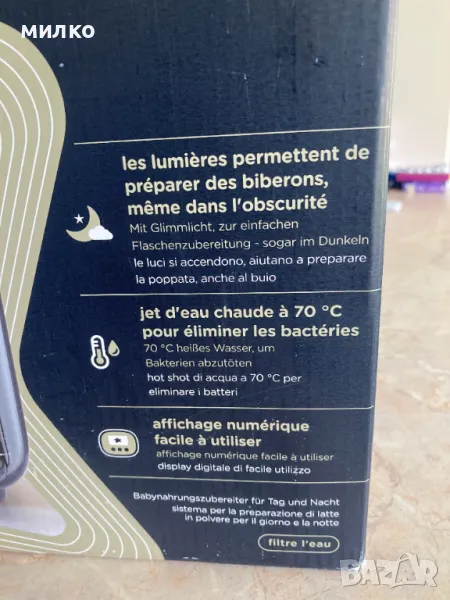 МИЛКО
les lumières permettent de
préparer des biberons,
même dans l'obscurité
Mit Glimmlicht, zur einfachen
Flaschenzubereitung - sogar im Dunkeln
le luci si accendono, aiutano a preparare
la poppata, anche al buio
jet d'eau chaude à 70 °C
pour éliminer les bactéries
70 °C heißes Wasser, um
Bakterien abzutöten
hot shot di acqua a 70 °C per
eliminare i batteri
affichage numérique
facile à utiliser
affichage numérique facile à utiliser
display digitale di facile utilizzo
Babynahrungszubereiter für Tag und Nacht
sistema per la preparazione di latte
in polvere per il giorno e la notte
filtre l'eau
BAZAR